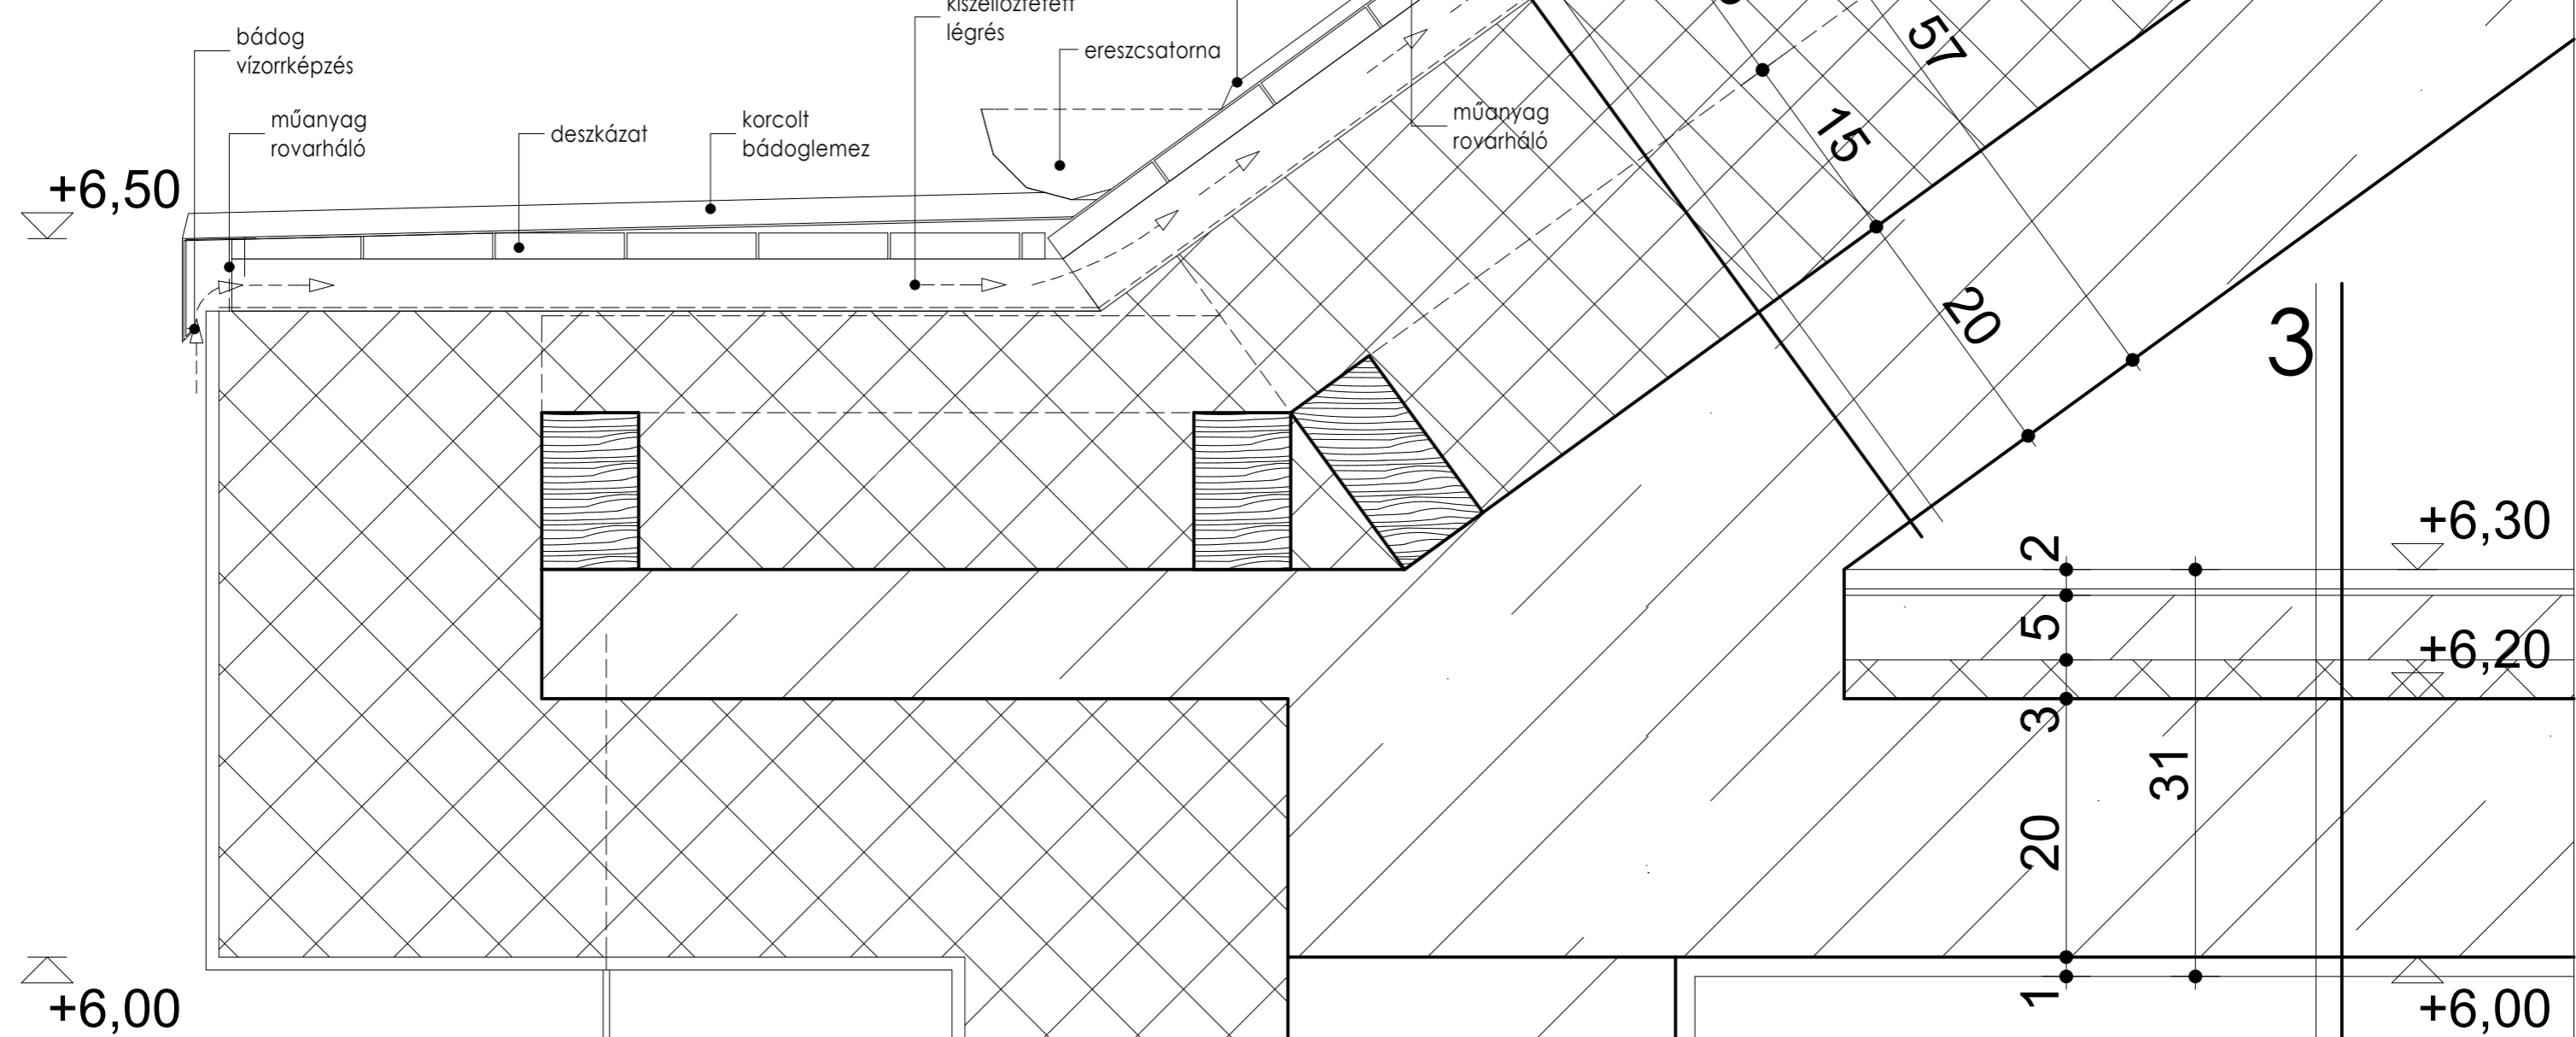 kiszellőztetett
légrés
bádog
vízorrképzés
ereszcsatorna
57
műanyag
rovarháló
deszkázat
korcolt
bádoglemez
műanyag
rovarháló
15
+6,50
20
3
+6,30
2
5
+6,20
3
31
20
1
+6,00
+6,00